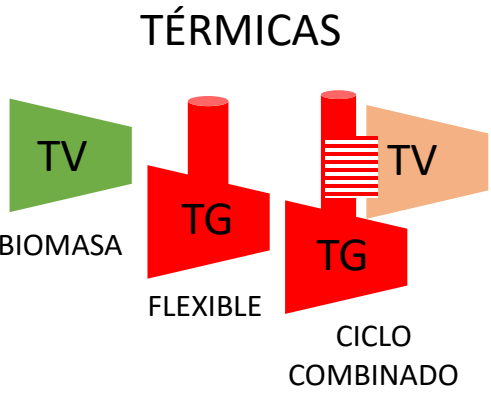 TÉRMICAS
TV
BIOMASA
TG
FLEXIBLE
TV
TG
CICLO
COMBINADO